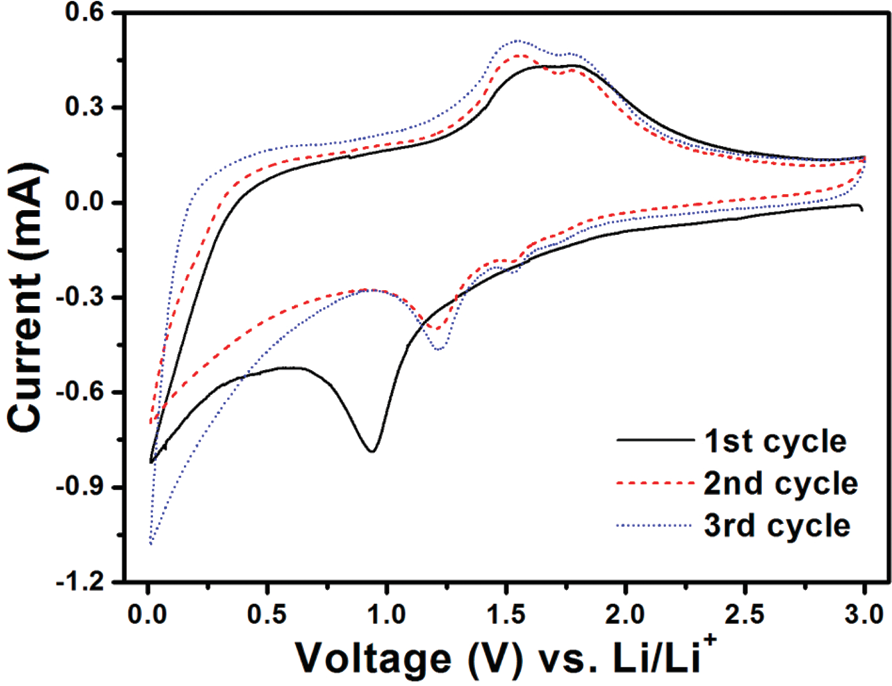 0.6
0.3
0.0
-0.3
-0.6
-0.9
-1.2
Current (mA)
1st cycle
2nd cycle
3rd cycle
0.0 0.5 1.0 1.5 2.0 2.5 3.0
Voltage (V) vs. Li/Li⁺